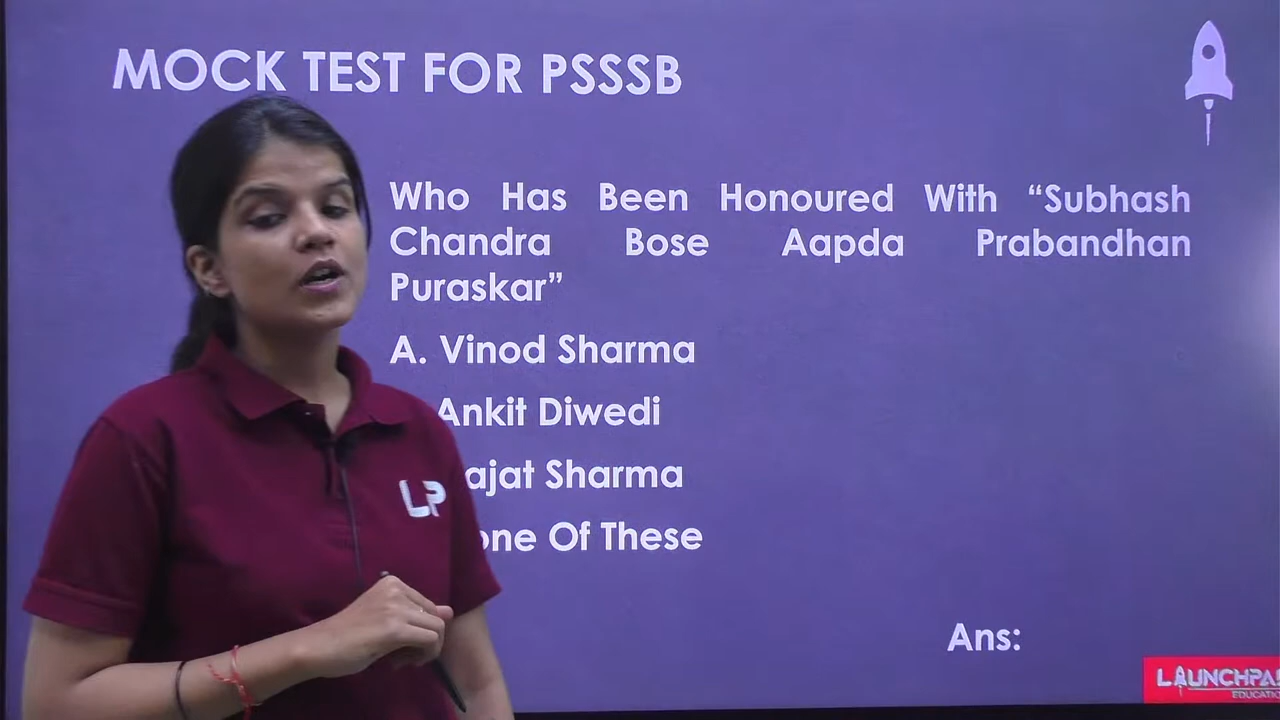 MOCK TEST FOR PSSSB
Who Has Been Honoured With “Subhash
Chandra Bose Aapda Prabandhan
Puraskar”
A. Vinod Sharma
Ankit Diwedi
ajat Sharma
one Of These
Ans:
LP
LAUNCHPA
EDUCATIO